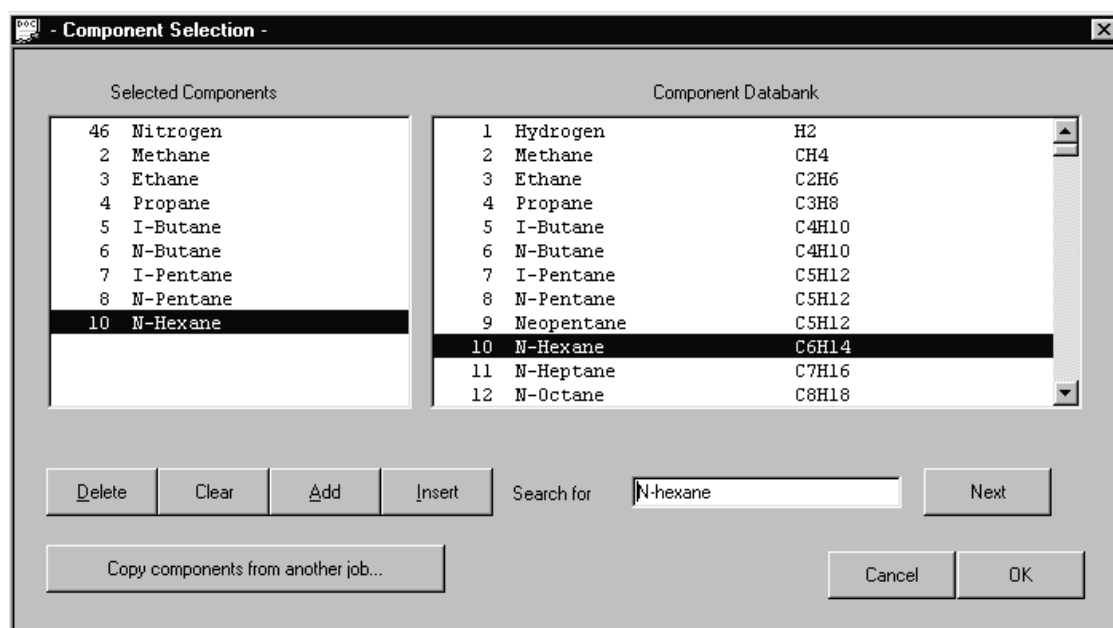 DOC - Component Selection -
Selected Components
46 Nitrogen
2 Methane
3 Ethane
4 Propane
5 I-Butane
6 N-Butane
7 I-Pentane
8 N-Pentane
10 N-Hexane
Component Databank
1 Hydrogen H2
2 Methane CH4
3 Ethane C2H6
4 Propane C3H8
5 I-Butane C4H10
6 N-Butane C4H10
7 I-Pentane C5H12
8 N-Pentane C5H12
9 Neopentane C5H12
10 N-Hexane C6H14
11 N-Heptane C7H16
12 N-Octane C8H18
Delete Clear Add Insert Search for N-hexane Next
Copy components from another job... Cancel OK